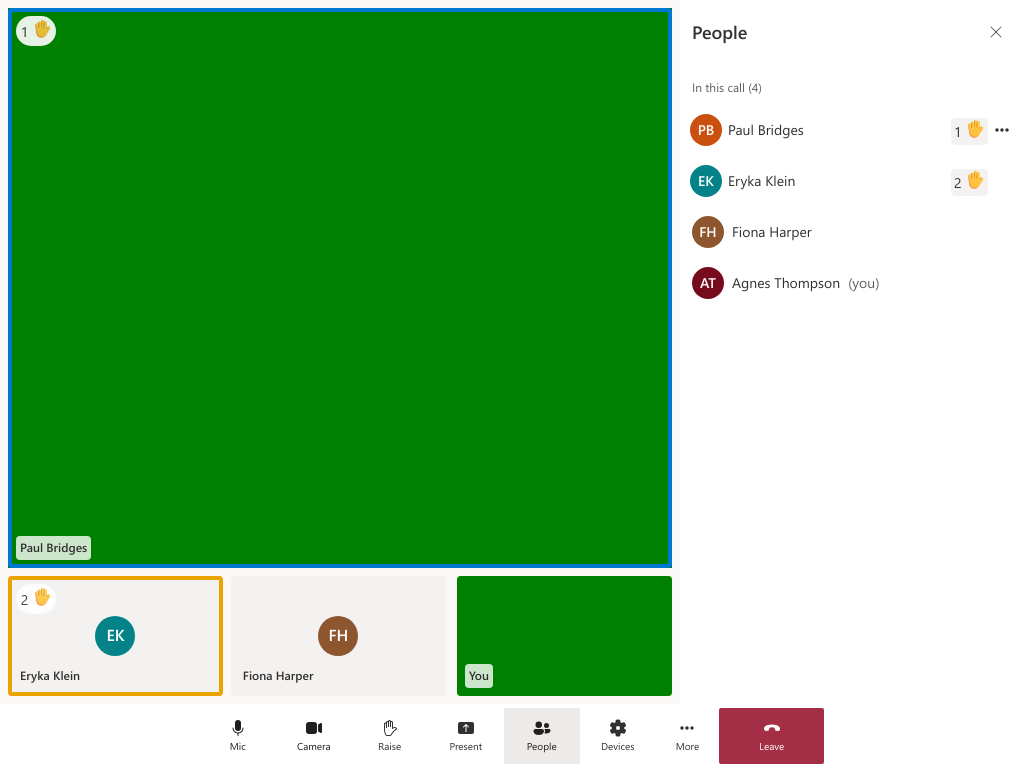 1
Paul Bridges
2
EK
Eryka Klein
FH
Fiona Harper
You
People
In this call (4)
PB Paul Bridges 1
EK Eryka Klein 2
FH Fiona Harper
AT Agnes Thompson (you)
Mic Camera Raise Present People Devices More Leave